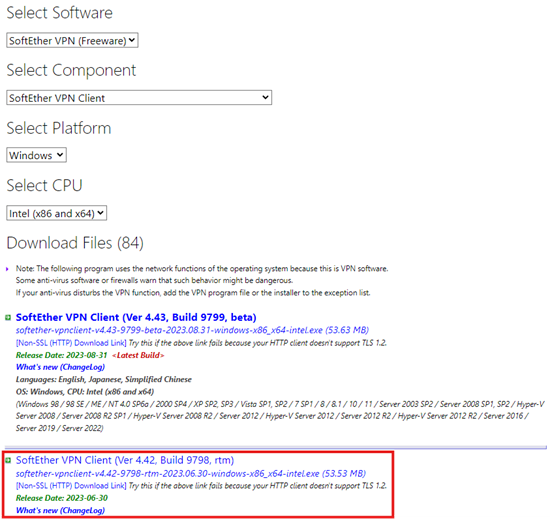 Select Software
SoftEther VPN (Freeware)
Select Component
SoftEther VPN Client
Select Platform
Windows
Select CPU
Intel (x86 and x64)
Download Files (84)
Note: The following program uses the network functions of the operating system because this is VPN software.
Some anti-virus software or firewalls warn that such behavior might be dangerous.
If your anti-virus disturbs the VPN function, add the VPN program file or the installer to the exception list.
SoftEther VPN Client (Ver 4.43, Build 9799, beta)
softether-vpnclient-v4.43-9799-beta-2023.08.31-windows-x86_x64-intel.exe (53.63 MB)
[Non-SSL (HTTP) Download Link] Try this if the above link fails because your HTTP client doesn't support TLS 1.2.
Release Date: 2023-08-31 <Latest Build>
What's new (ChangeLog)
Languages: English, Japanese, Simplified Chinese
OS: Windows, CPU: Intel (x86 and x64)
(Windows 98 / 98 SE / ME / NT 4.0 SP6a / 2000 SP4 / XP SP2, SP3 / Vista SP1, SP2 / 7 SP1 / 8 / 8.1 / 10 / 11 / Server 2003 SP2 / Server 2008 SP1, SP2 / Hyper-V
Server 2008 / Server 2008 R2 SP1 / Hyper-V Server 2008 R2 / Server 2012 / Hyper-V Server 2012 / Server 2012 R2 / Hyper-V Server 2012 R2 / Server 2016 /
Server 2019 / Server 2022)
SoftEther VPN Client (Ver 4.42, Build 9798, rtm)
softether-vpnclient-v4.42-9798-rtm-2023.06.30-windows-x86_x64-intel.exe (53.53 MB)
[Non-SSL (HTTP) Download Link] Try this if the above link fails because your HTTP client doesn't support TLS 1.2.
Release Date: 2023-06-30
What's new (ChangeLog)